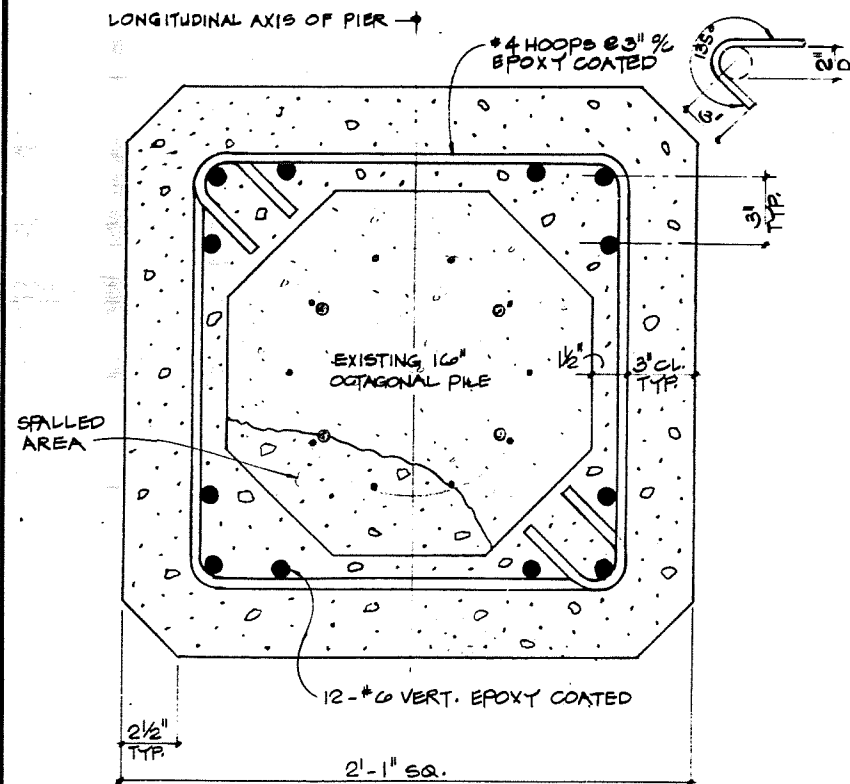 LONGITUDINAL AXIS OF PIER
#4 HOOPS @3" %
EPOXY COATED
135°
2"
D
3"
3"
TYP.
EXISTING 16"
OCTAGONAL PILE
1½"
3" CL.
TYP.
SPALLED
AREA
12-#6 VERT. EPOXY COATED
2½"
TYP.
2'-1" SQ.